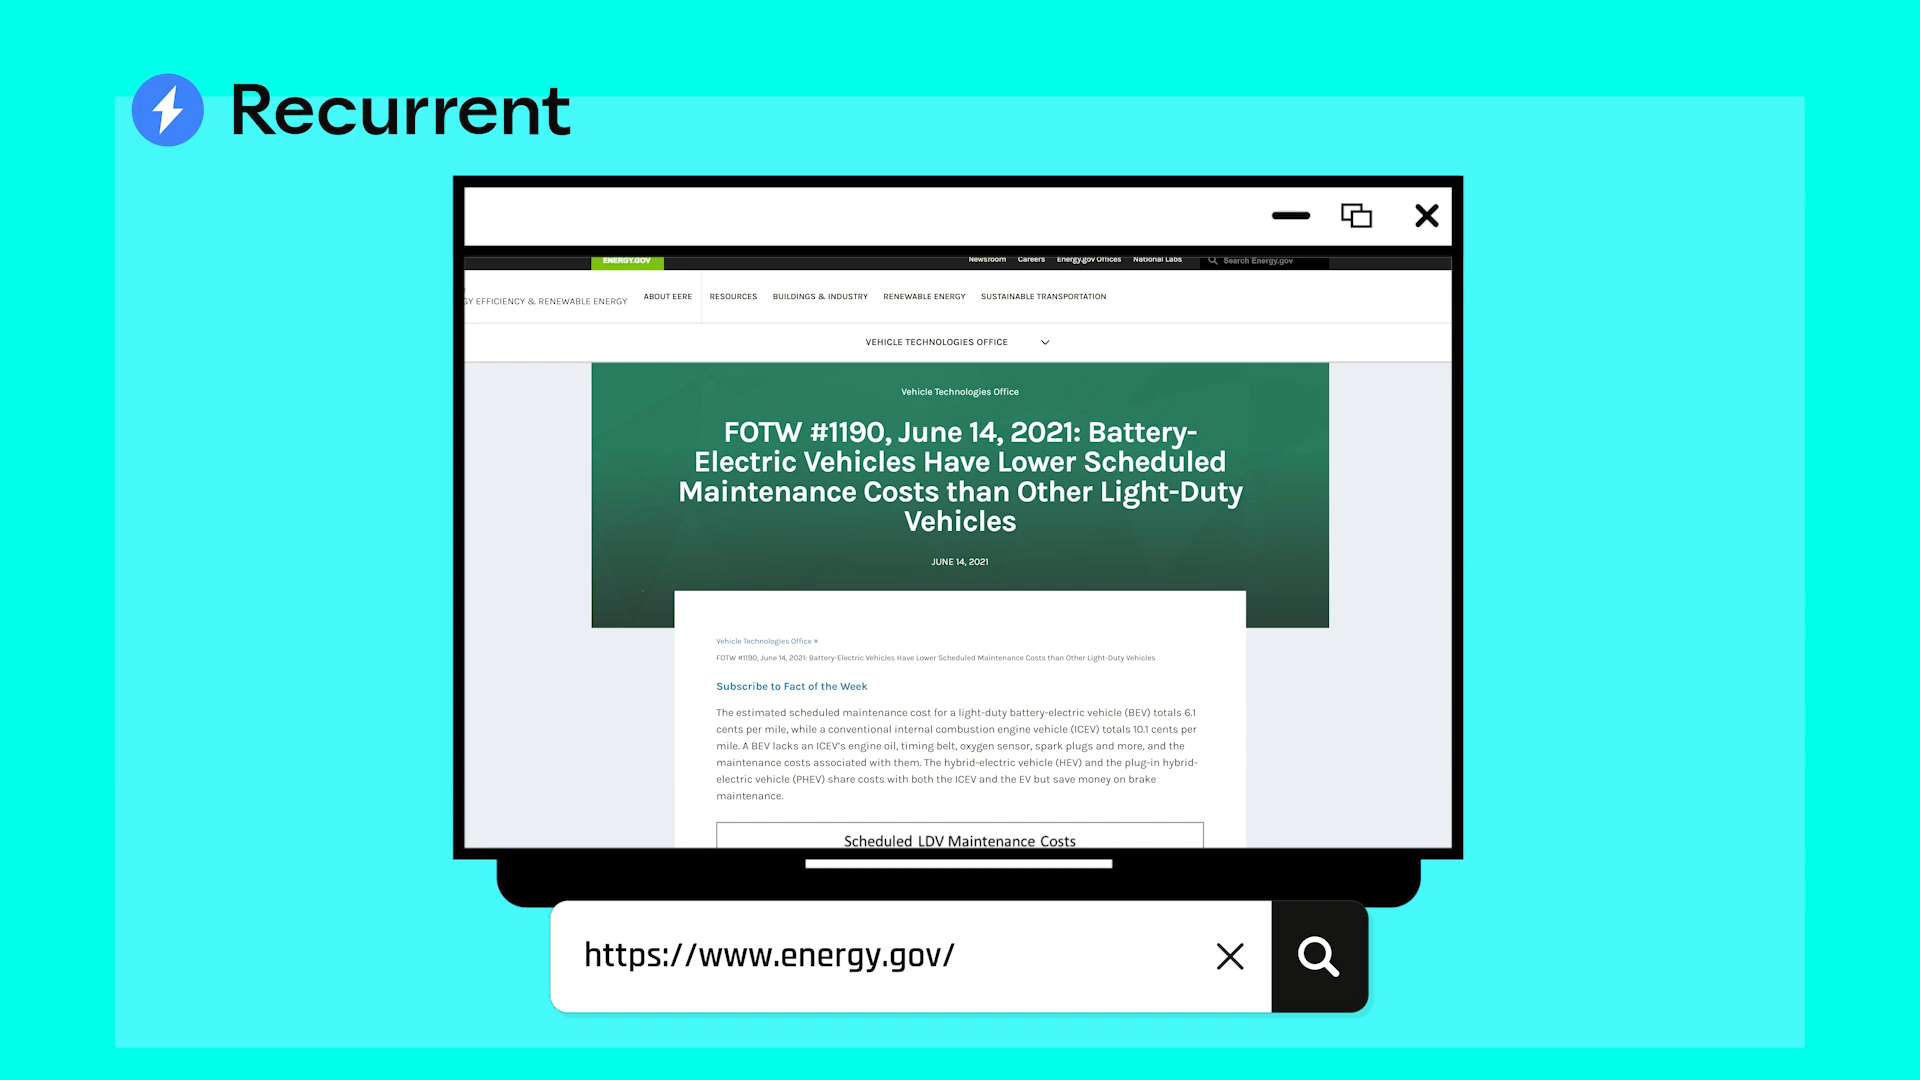 Recurrent
ENERGY.GOV
Newsroom Careers Energy.gov Offices National Labs Search Energy.gov
EFFICIENCY & RENEWABLE ENERGY ABOUT EERE RESOURCES BUILDINGS & INDUSTRY RENEWABLE ENERGY SUSTAINABLE TRANSPORTATION
VEHICLE TECHNOLOGIES OFFICE
Vehicle Technologies Office
FOTW #1190, June 14, 2021: Battery-
Electric Vehicles Have Lower Scheduled
Maintenance Costs than Other Light-Duty
Vehicles
JUNE 14, 2021
Vehicle Technologies Office »
FOTW #1190, June 14, 2021: Battery-Electric Vehicles Have Lower Scheduled Maintenance Costs than Other Light-Duty Vehicles
Subscribe to Fact of the Week
The estimated scheduled maintenance cost for a light-duty battery-electric vehicle (BEV) totals 6.1
cents per mile, while a conventional internal combustion engine vehicle (ICEV) totals 10.1 cents per
mile. A BEV lacks an ICEV's engine oil, timing belt, oxygen sensor, spark plugs and more, and the
maintenance costs associated with them. The hybrid-electric vehicle (HEV) and the plug-in hybrid-
electric vehicle (PHEV) share costs with both the ICEV and the EV but save money on brake
maintenance.
Scheduled LDV Maintenance Costs
https://www.energy.gov/